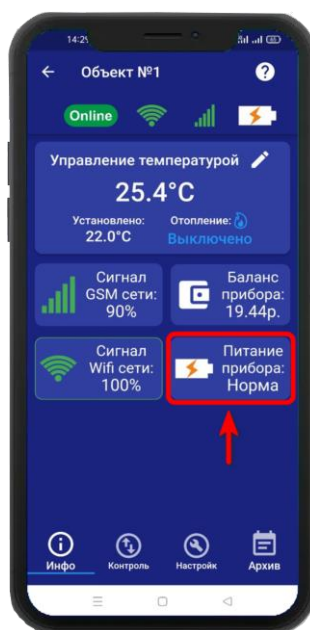 14:29
Объект №1
?
Online
Управление температурой
25.4°C
Установлено: Отопление:
22.0°C Выключено
Сигнал GSM сети: 90%
Баланс прибора: 19.44р.
Сигнал Wifi сети: 100%
Питание прибора: Норма
Инфо Контроль Настройк Архив